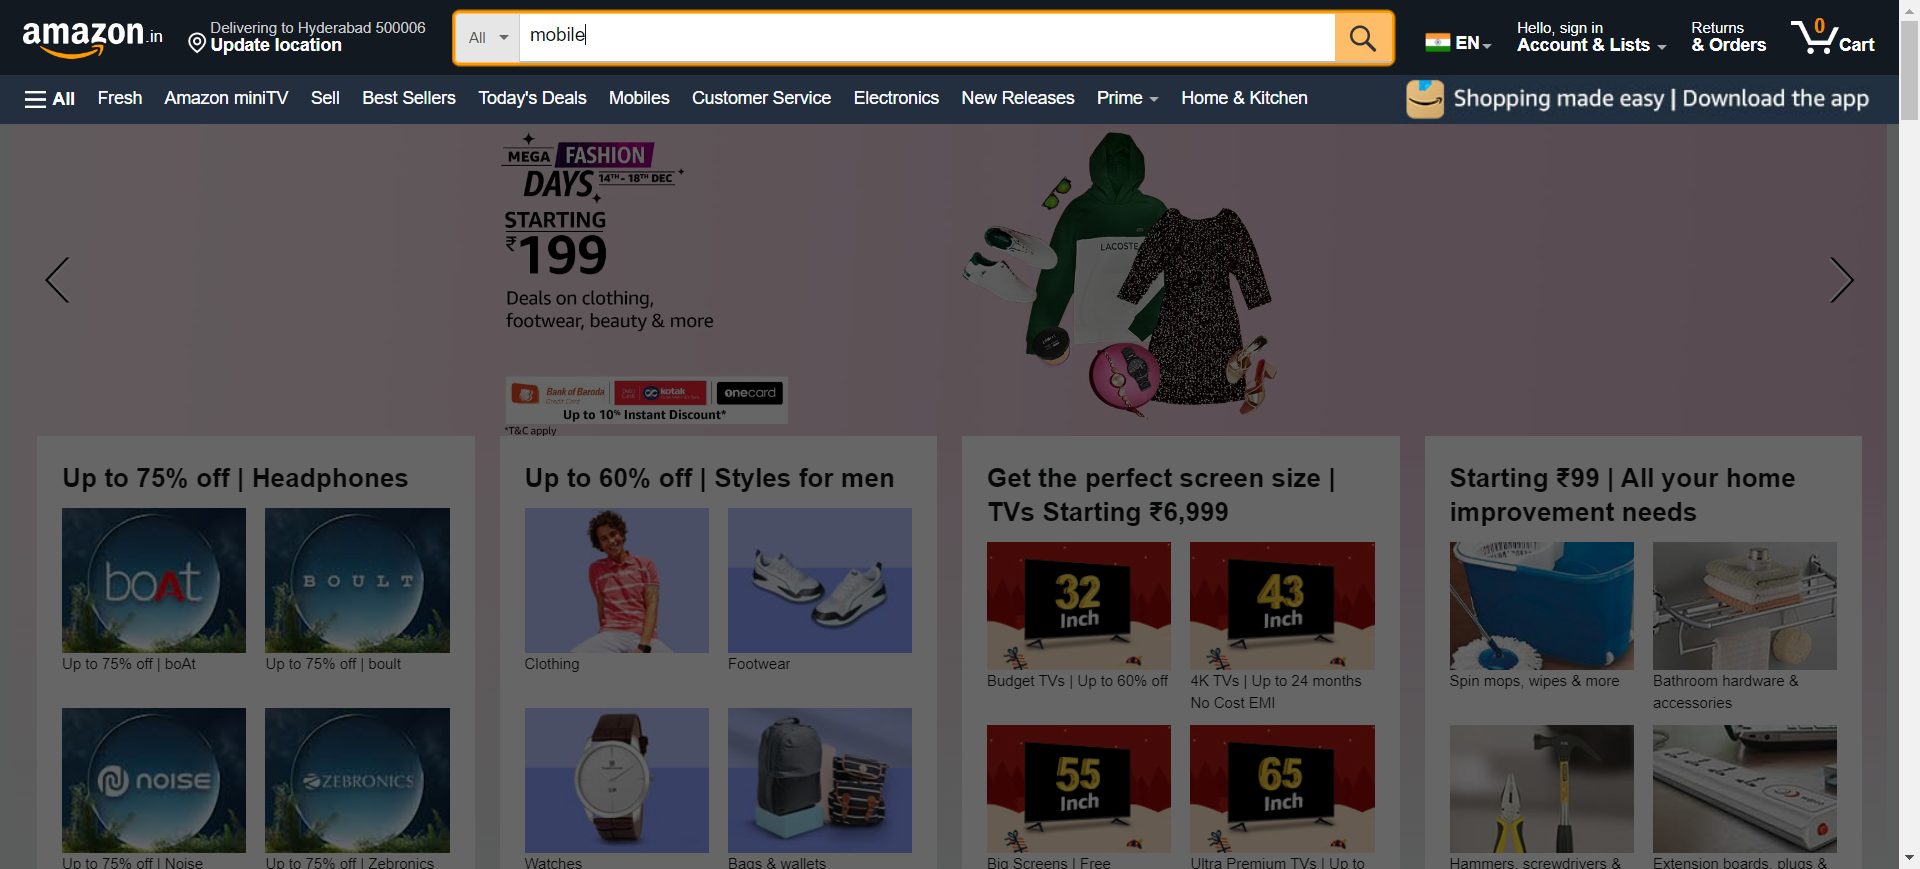 amazon.in
Delivering to Hyderabad 500006
Update location
All
mobile
EN
Hello, sign in
Account & Lists
Returns
& Orders
0
Cart
All
Fresh
Amazon miniTV
Sell
Best Sellers
Today's Deals
Mobiles
Customer Service
Electronics
New Releases
Prime
Home & Kitchen
Shopping made easy | Download the app
MEGA FASHION
DAYS 14TH - 18TH DEC
STARTING
₹199
Deals on clothing,
footwear, beauty & more
Bank of Baroda
Credit Card
kotak
onecard
Up to 10% Instant Discount*
*T&C apply
LACOSTE
Up to 75% off | Headphones
boAt
BOULT
Up to 75% off | boAt
Up to 75% off | boult
NOISE
ZEBRONICS
Up to 75% off | Noise
Up to 75% off | Zebronics
Up to 60% off | Styles for men
Clothing
Footwear
Watches
Bags & wallets
Get the perfect screen size |
TVs Starting ₹6,999
32
Inch
43
Inch
Budget TVs | Up to 60% off
4K TVs | Up to 24 months
No Cost EMI
55
Inch
65
Inch
Big Screens | Free
Ultra Premium TVs | Up to
Starting ₹99 | All your home
improvement needs
Spin mops, wipes & more
Bathroom hardware &
accessories
Hammers, screwdrivers &
Extension boards, plugs &